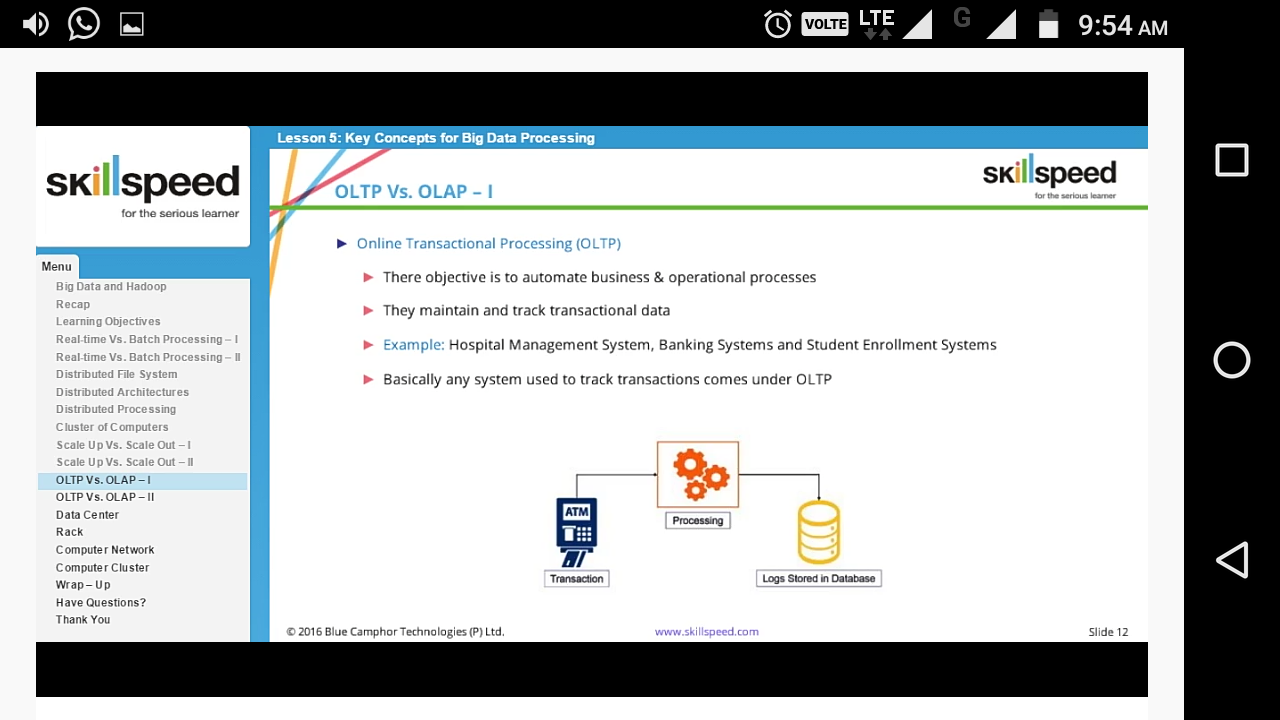 VOLTE LTE G 9:54 AM
Lesson 5: Key Concepts for Big Data Processing
skillspeed
for the serious learner
Menu
Big Data and Hadoop
Recap
Learning Objectives
Real-time Vs. Batch Processing – I
Real-time Vs. Batch Processing – II
Distributed File System
Distributed Architectures
Distributed Processing
Cluster of Computers
Scale Up Vs. Scale Out – I
Scale Up Vs. Scale Out – II
OLTP Vs. OLAP – I
OLTP Vs. OLAP – II
Data Center
Rack
Computer Network
Computer Cluster
Wrap – Up
Have Questions?
Thank You
OLTP Vs. OLAP – I
skillspeed
for the serious learner
Online Transactional Processing (OLTP)
There objective is to automate business & operational processes
They maintain and track transactional data
Example: Hospital Management System, Banking Systems and Student Enrollment Systems
Basically any system used to track transactions comes under OLTP
ATM
Transaction
Processing
Logs Stored in Database
© 2016 Blue Camphor Technologies (P) Ltd.
www.skillspeed.com
Slide 12